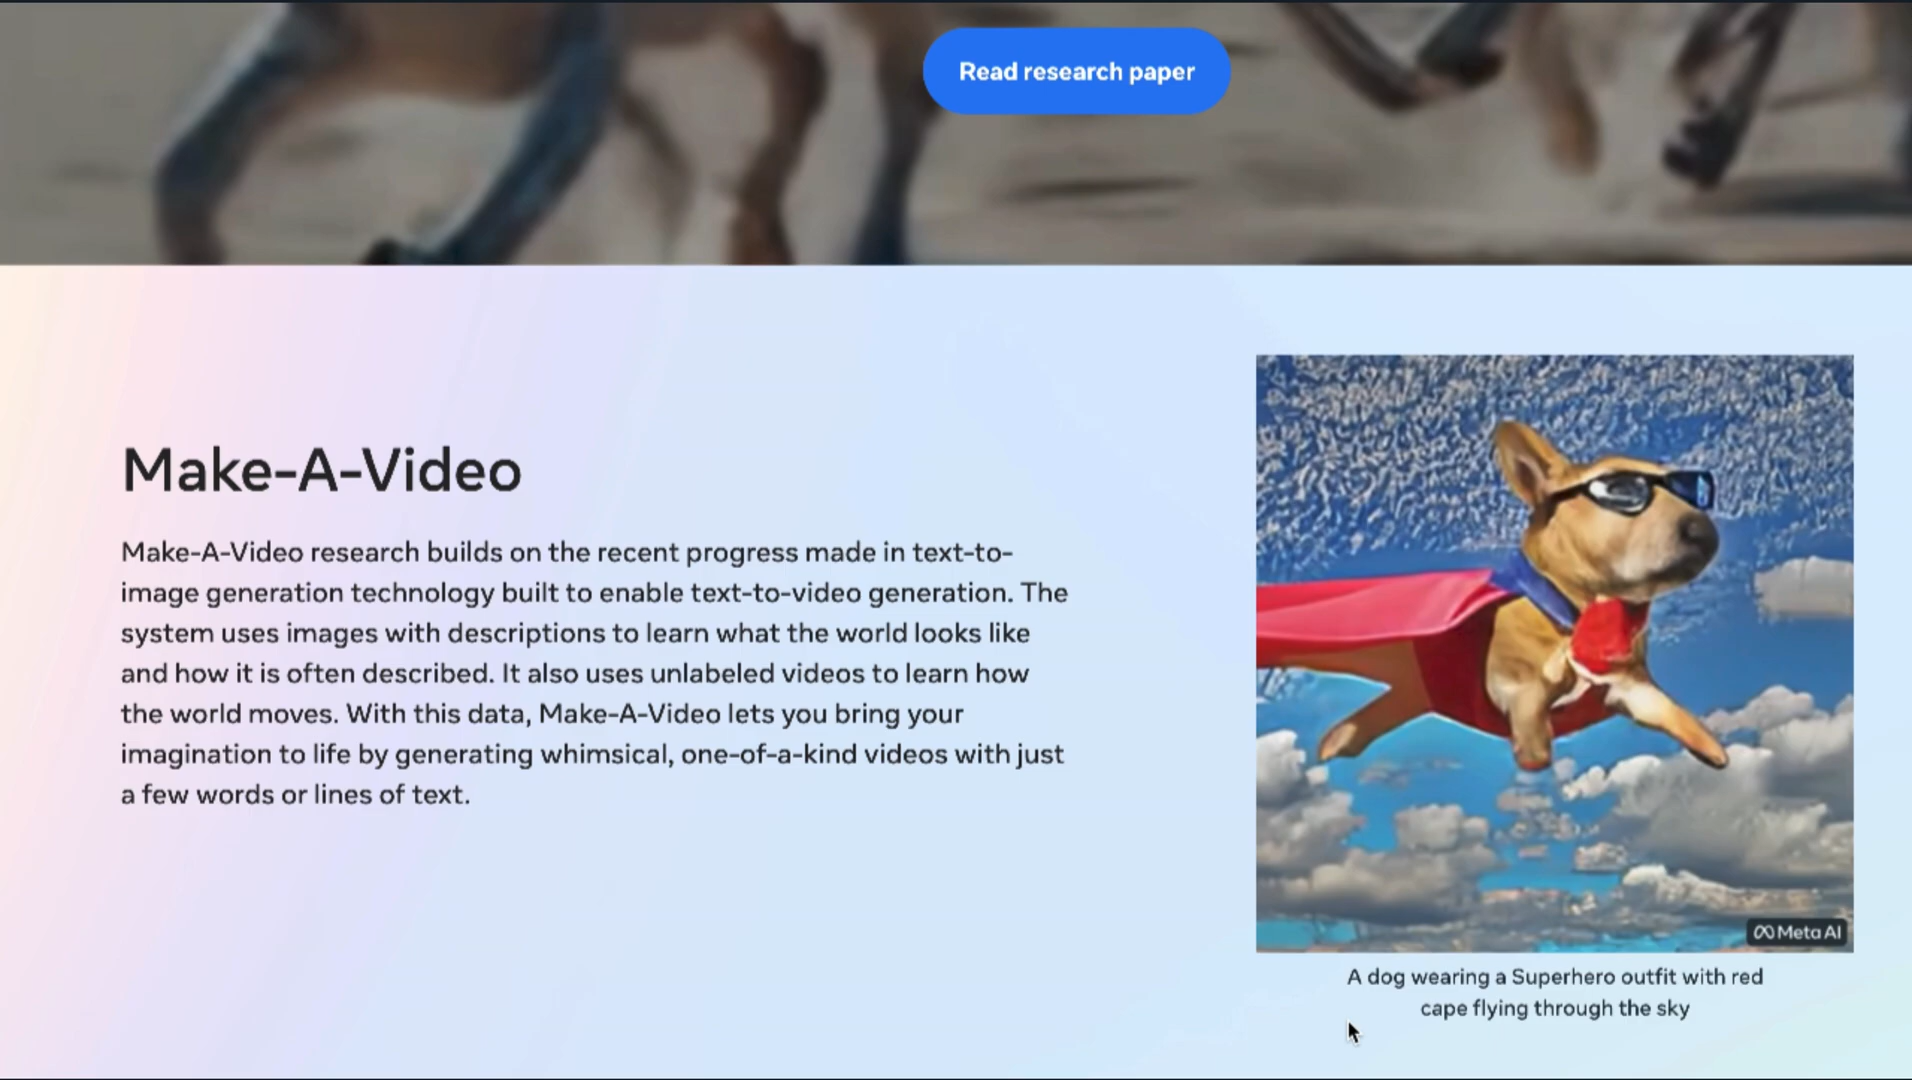 Read research paper
Make-A-Video
Make-A-Video research builds on the recent progress made in text-to-
image generation technology built to enable text-to-video generation. The
system uses images with descriptions to learn what the world looks like
and how it is often described. It also uses unlabeled videos to learn how
the world moves. With this data, Make-A-Video lets you bring your
imagination to life by generating whimsical, one-of-a-kind videos with just
a few words or lines of text.
Meta AI
A dog wearing a Superhero outfit with red
cape flying through the sky